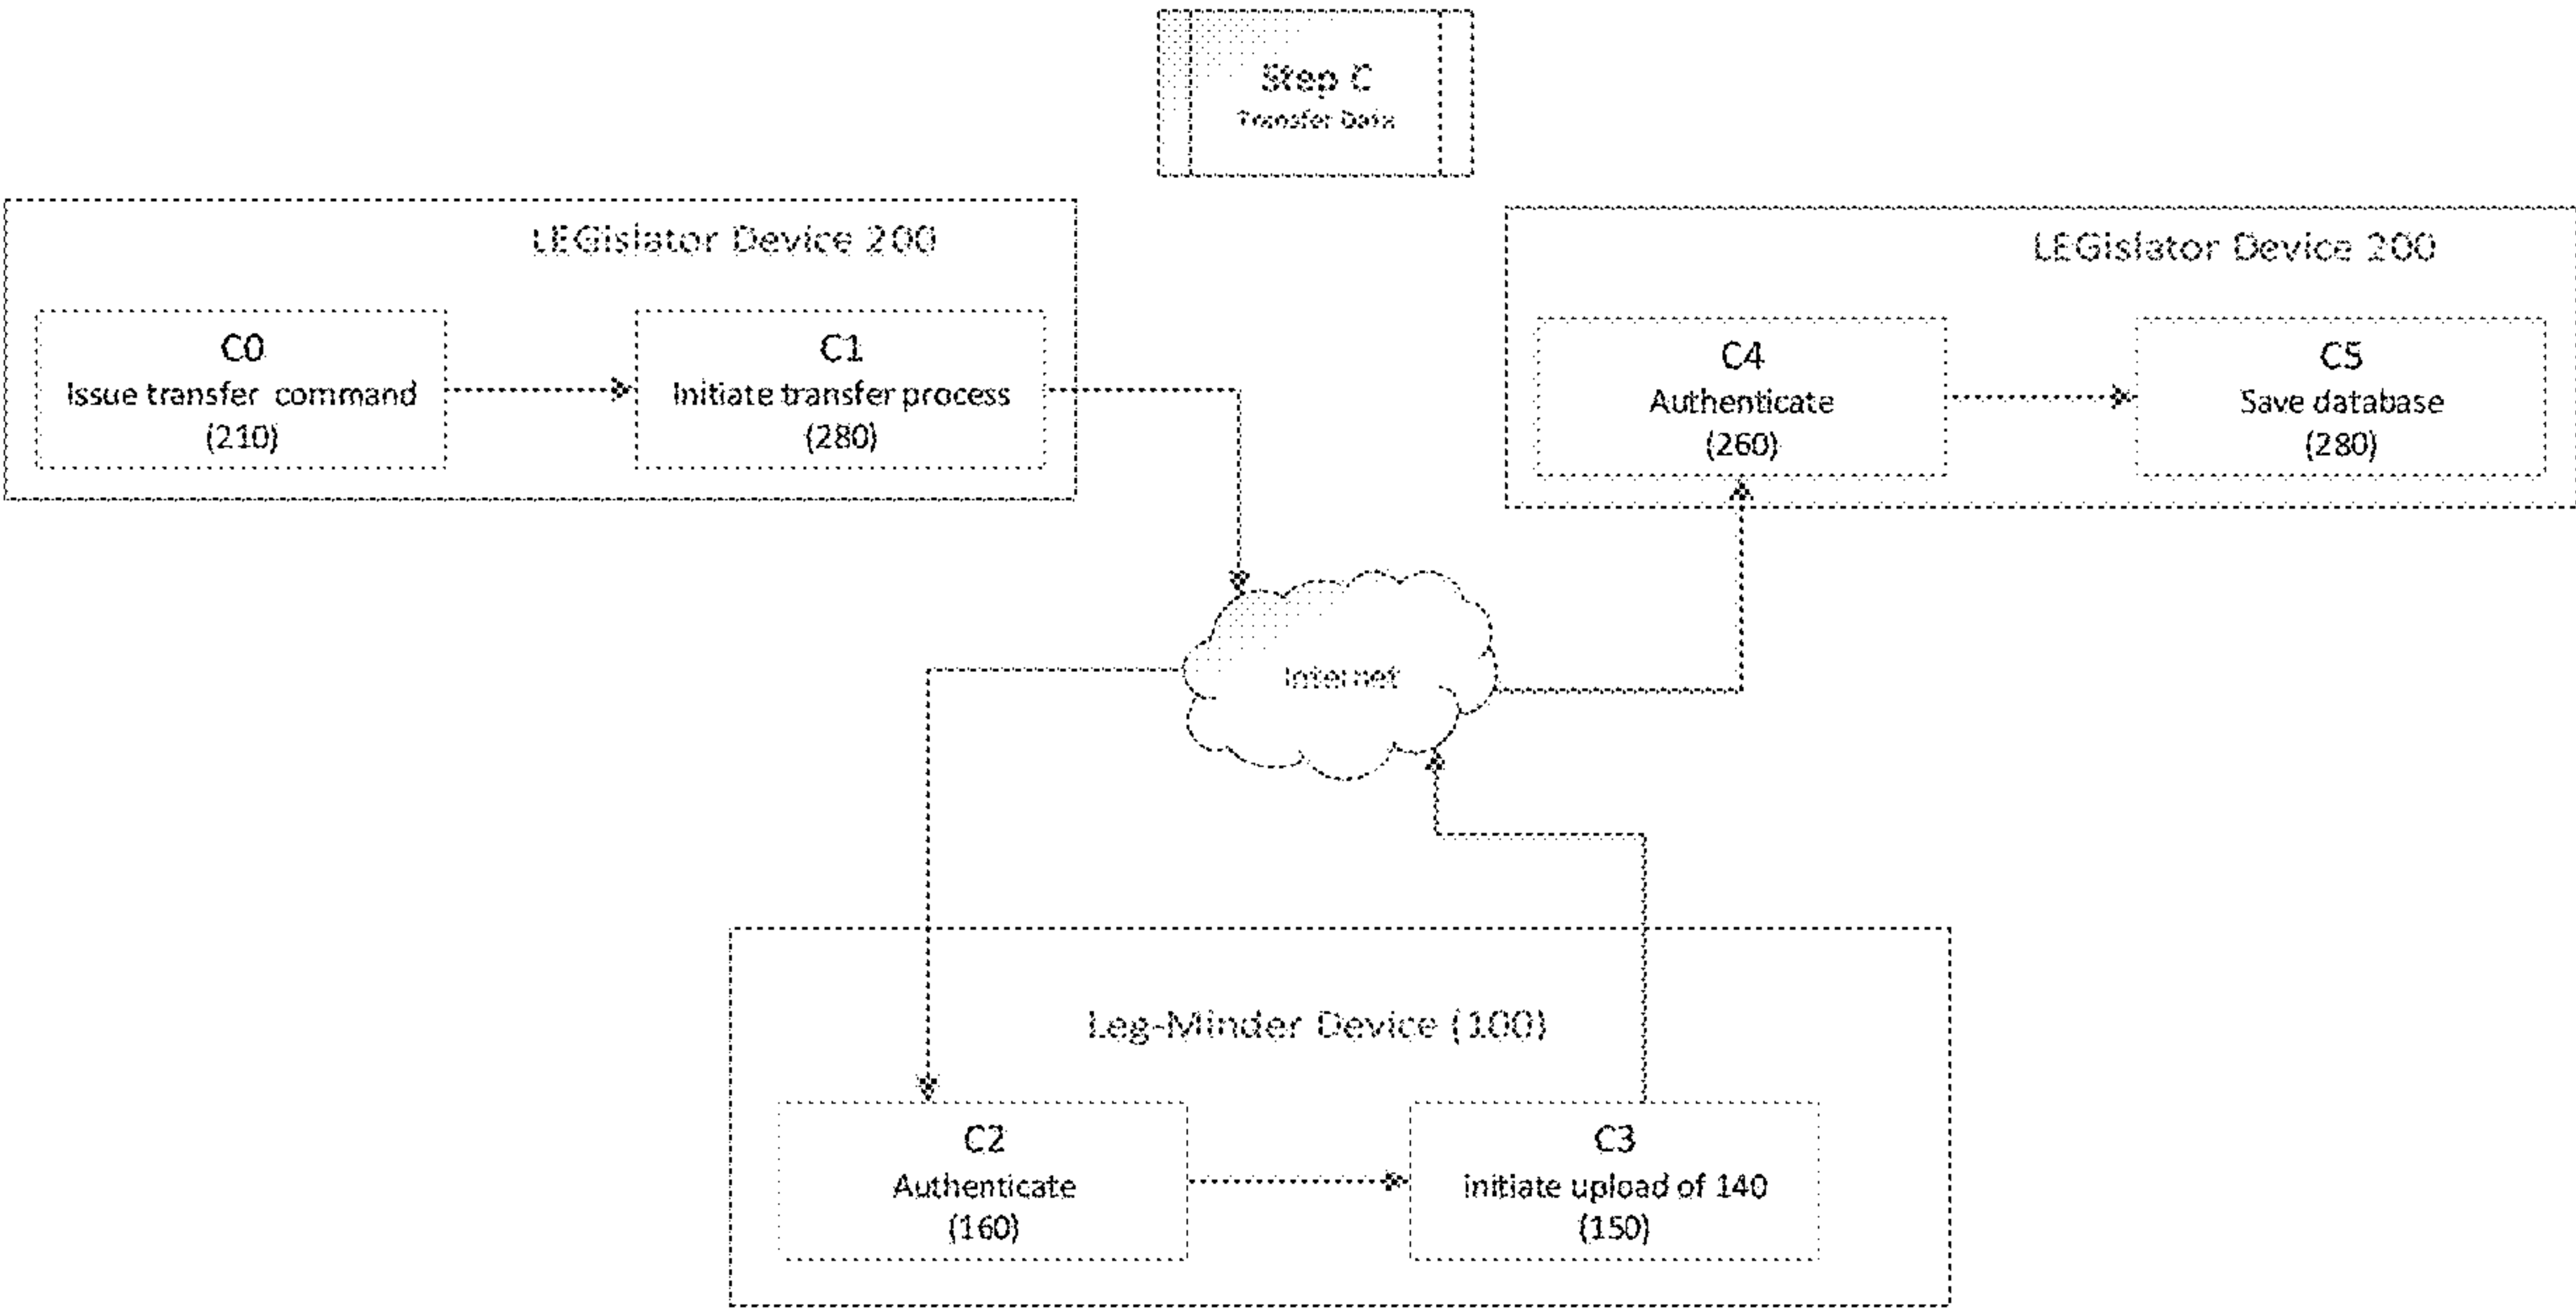 Step C
Transfer Data
LEGislator Device 200
C0
Issue transfer command
(210)
C1
Initiate transfer process
(280)
LEGislator Device 200
C4
Authenticate
(260)
C5
Save database
(280)
Internet
Leg-Minder Device (100)
C2
Authenticate
(160)
C3
initiate upload of 140
(150)